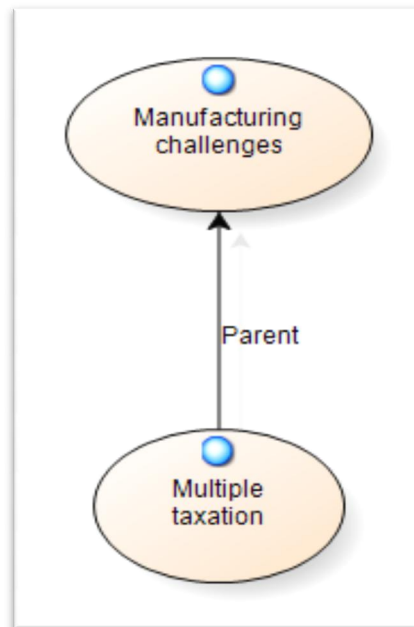 Manufacturing
challenges
Parent
Multiple
taxation